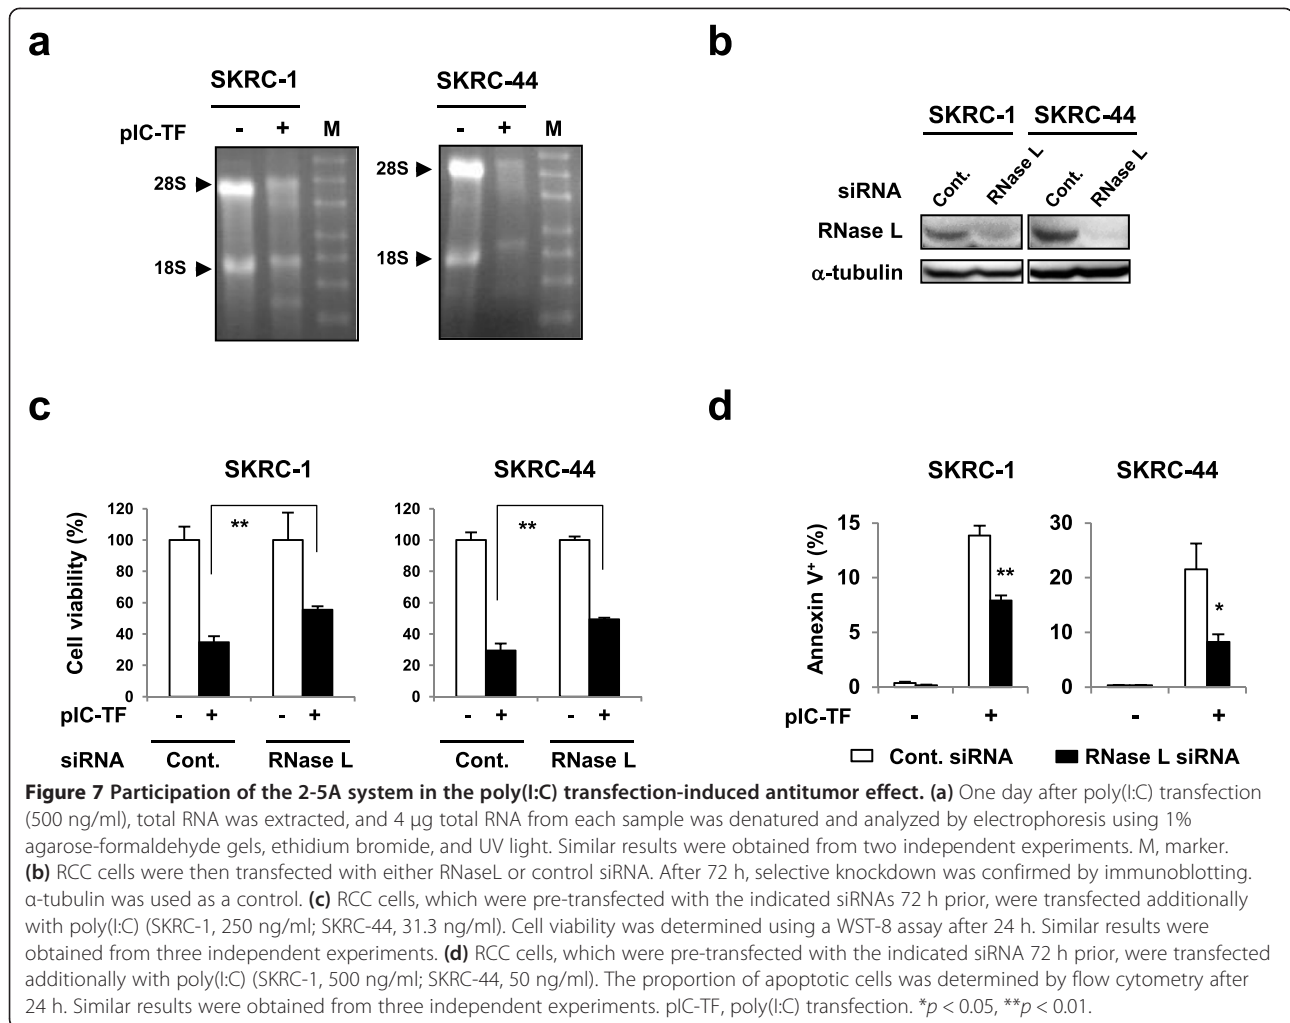 a
SKRC-1 SKRC-44
pIC-TF - + M - + M
28S 28S
18S 18S
b
SKRC-1 SKRC-44
siRNA Cont. RNase L Cont. RNase L
RNase L
α-tubulin
c
SKRC-1 SKRC-44
Cell viability (%)
120 120
100 100
80 80
60 60
40 40
20 20
0 0
** **
pIC-TF - + - + - + - +
siRNA Cont. RNase L Cont. RNase L
d
SKRC-1 SKRC-44
Annexin V⁺ (%)
15 30
10 20
5 10
0 0
** *
pIC-TF - + - +
Cont. siRNA RNase L siRNA
Figure 7 Participation of the 2-5A system in the poly(I:C) transfection-induced antitumor effect. (a) One day after poly(I:C) transfection
(500 ng/ml), total RNA was extracted, and 4 μg total RNA from each sample was denatured and analyzed by electrophoresis using 1%
agarose-formaldehyde gels, ethidium bromide, and UV light. Similar results were obtained from two independent experiments. M, marker.
(b) RCC cells were then transfected with either RNaseL or control siRNA. After 72 h, selective knockdown was confirmed by immunoblotting.
α-tubulin was used as a control. (c) RCC cells, which were pre-transfected with the indicated siRNAs 72 h prior, were transfected additionally
with poly(I:C) (SKRC-1, 250 ng/ml; SKRC-44, 31.3 ng/ml). Cell viability was determined using a WST-8 assay after 24 h. Similar results were
obtained from three independent experiments. (d) RCC cells, which were pre-transfected with the indicated siRNA 72 h prior, were transfected
additionally with poly(I:C) (SKRC-1, 500 ng/ml; SKRC-44, 50 ng/ml). The proportion of apoptotic cells was determined by flow cytometry after
24 h. Similar results were obtained from three independent experiments. pIC-TF, poly(I:C) transfection. *p < 0.05, **p < 0.01.